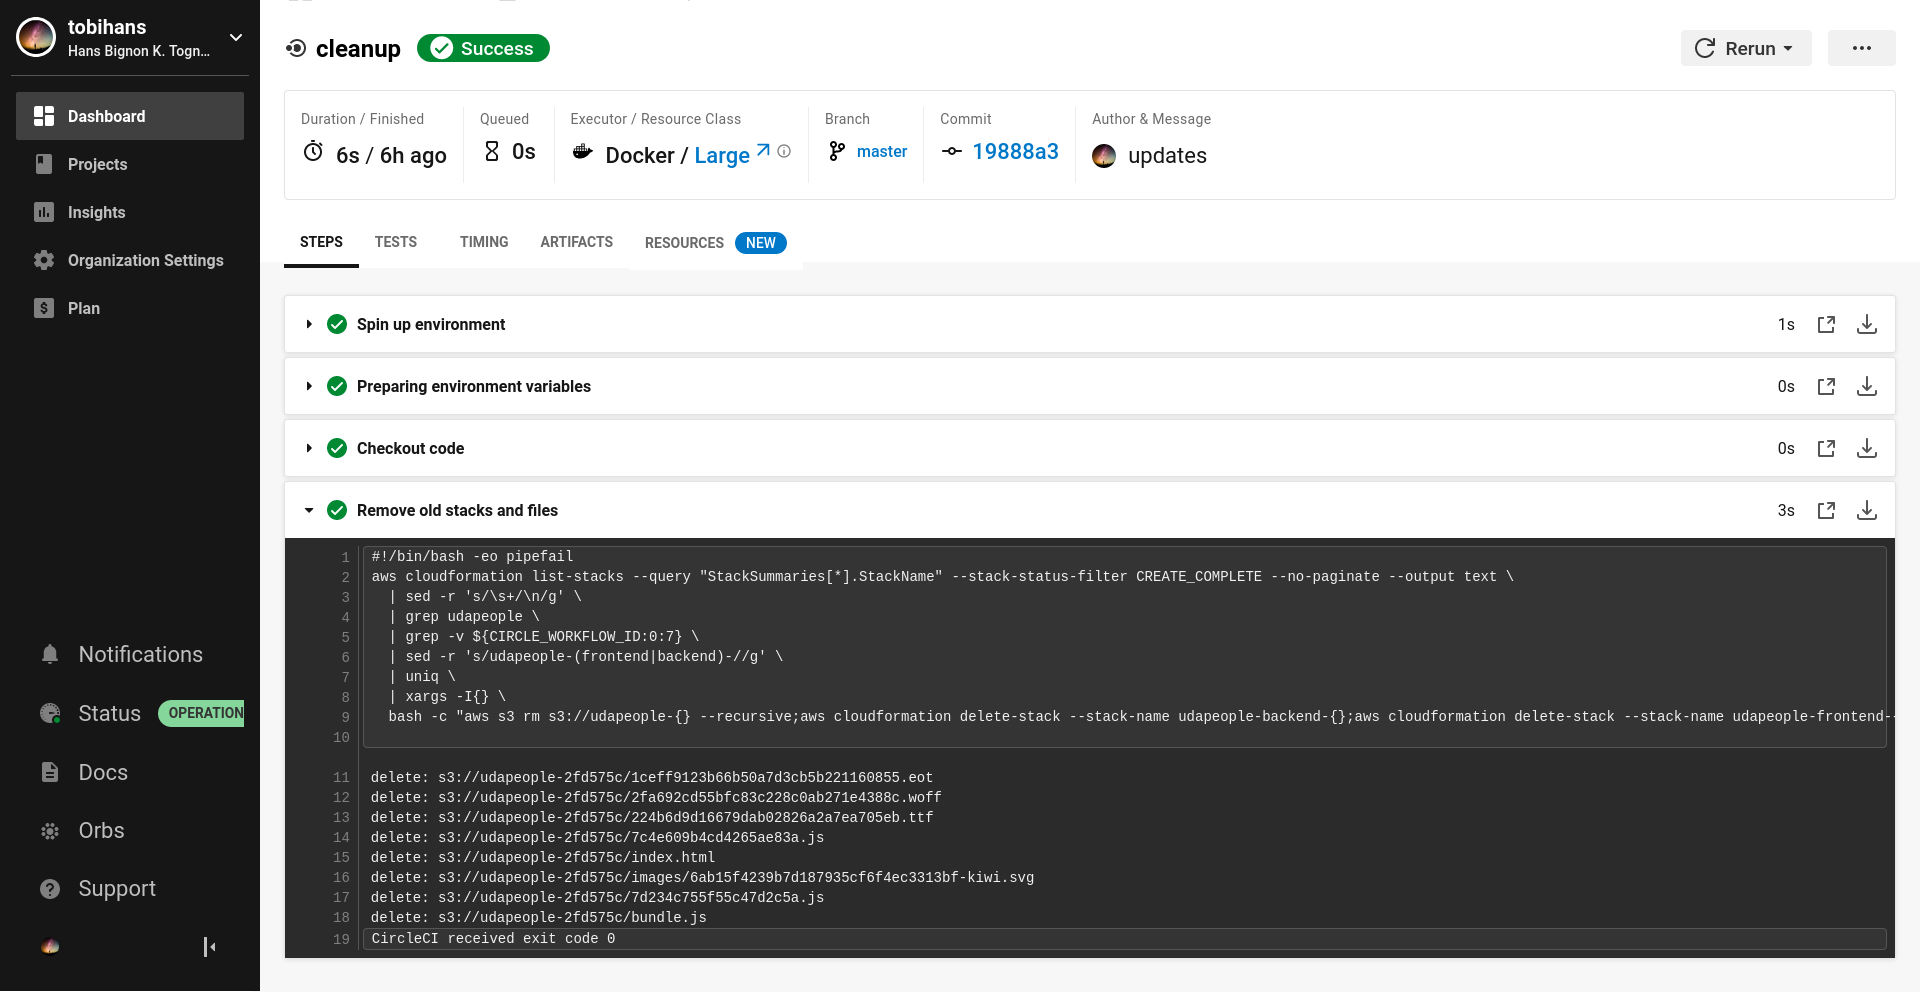 tobihans
Hans Bignon K. Togn...
Dashboard
Projects
Insights
Organization Settings
Plan
Notifications
Status OPERATION
Docs
Orbs
Support
cleanup Success
Rerun
Duration / Finished
6s / 6h ago
Queued
0s
Executor / Resource Class
Docker / Large
Branch
master
Commit
19888a3
Author & Message
updates
STEPS TESTS TIMING ARTIFACTS RESOURCES NEW
Spin up environment 1s
Preparing environment variables 0s
Checkout code 0s
Remove old stacks and files 3s
1 #!/bin/bash -eo pipefail
2 aws cloudformation list-stacks --query "StackSummaries[*].StackName" --stack-status-filter CREATE_COMPLETE --no-paginate --output text \
3 | sed -r 's/\s+/\n/g' \
4 | grep udapeople \
5 | grep -v ${CIRCLE_WORKFLOW_ID:0:7} \
6 | sed -r 's/udapeople-(frontend|backend)-//g' \
7 | uniq \
8 | xargs -I{} \
9 bash -c "aws s3 rm s3://udapeople-{} --recursive;aws cloudformation delete-stack --stack-name udapeople-backend-{};aws cloudformation delete-stack --stack-name udapeople-frontend-
10
11 delete: s3://udapeople-2fd575c/1ceff9123b66b50a7d3cb5b221160855.eot
12 delete: s3://udapeople-2fd575c/2fa692cd55bfc83c228c0ab271e4388c.woff
13 delete: s3://udapeople-2fd575c/224b6d9d16679dab02826a2a7ea705eb.ttf
14 delete: s3://udapeople-2fd575c/7c4e609b4cd4265ae83a.js
15 delete: s3://udapeople-2fd575c/index.html
16 delete: s3://udapeople-2fd575c/images/6ab15f4239b7d187935cf6f4ec3313bf-kiwi.svg
17 delete: s3://udapeople-2fd575c/7d234c755f55c47d2c5a.js
18 delete: s3://udapeople-2fd575c/bundle.js
19 CircleCI received exit code 0